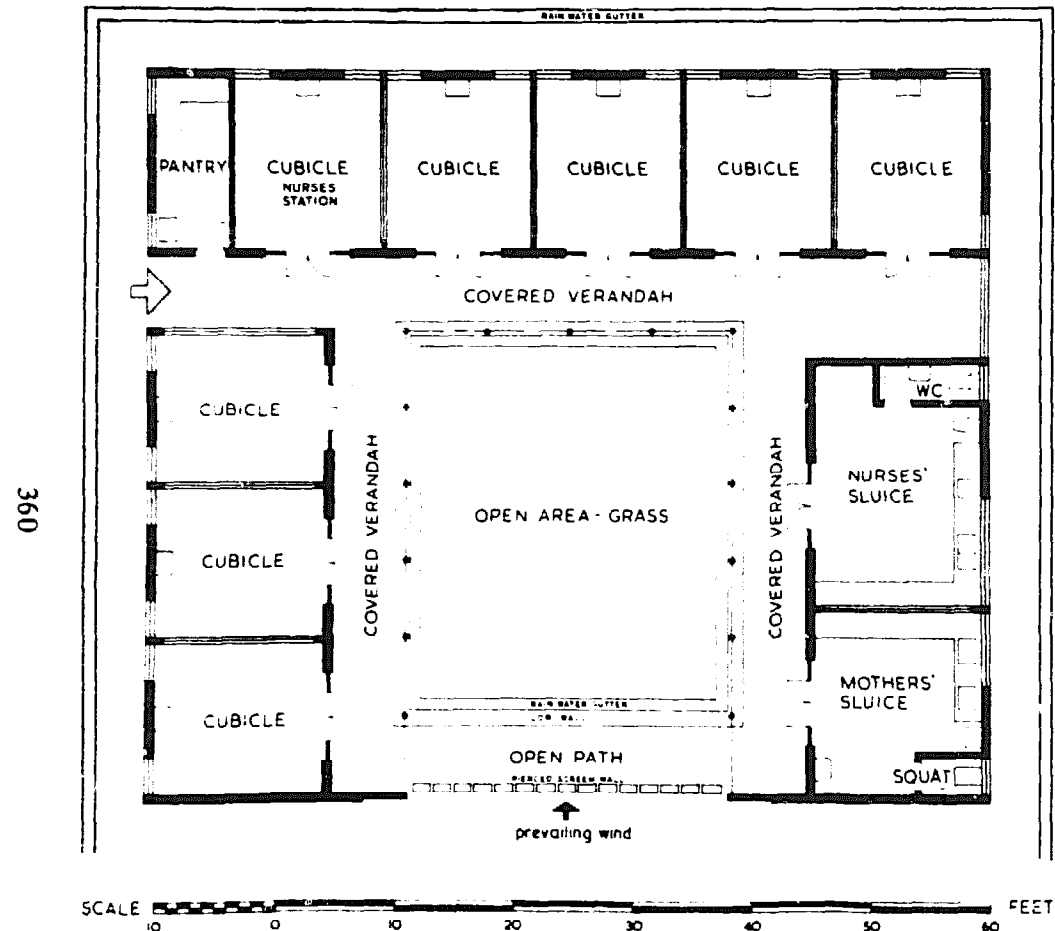 RAIN WATER GUTTER
PANTRY
CUBICLE
NURSES
STATION
CUBICLE
CUBICLE
CUBICLE
CUBICLE
COVERED VERANDAH
CUBICLE
CUBICLE
CUBICLE
COVERED VERANDAH
OPEN AREA - GRASS
COVERED VERANDAH
WC
NURSES'
SLUICE
MOTHERS'
SLUICE
SQUAT
RAIN WATER GUTTER
LOW WALL
OPEN PATH
PIERCED SCREEN WALL
prevailing wind
360
SCALE
10 0 10 20 30 40 50 60
FEET